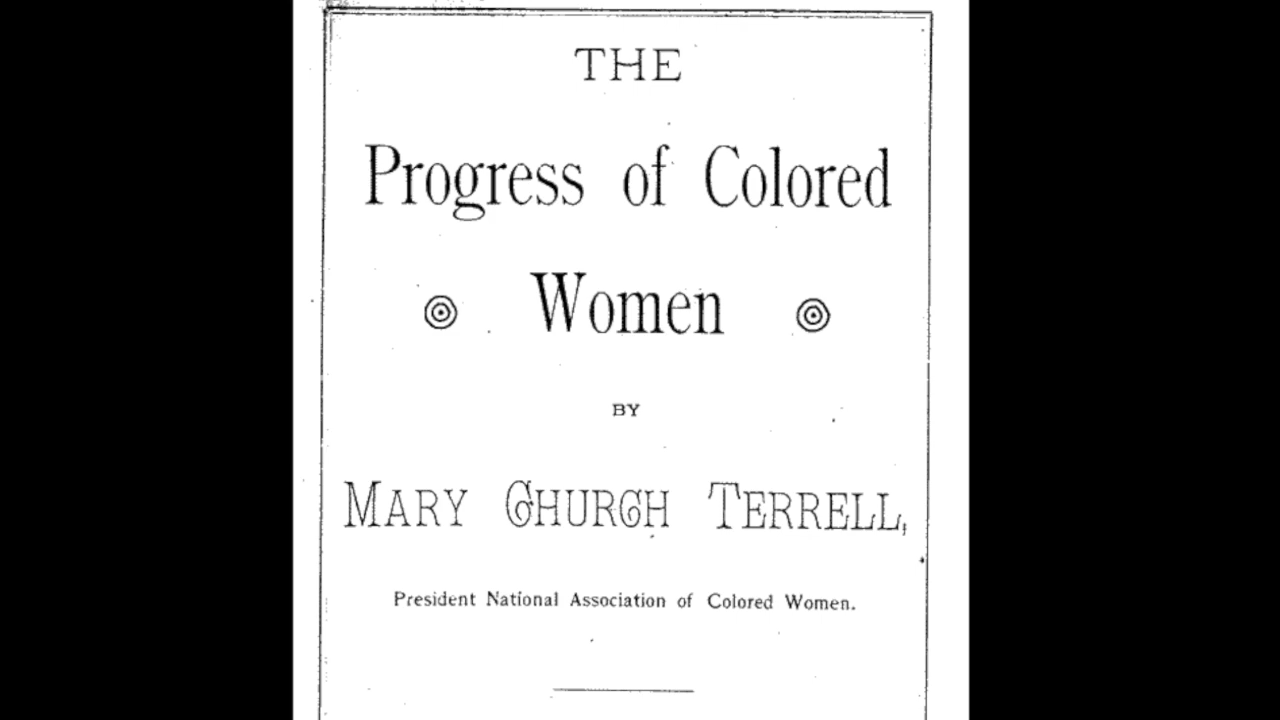 THE
Progress of Colored
Women
BY
MARY CHURCH TERRELL,
President National Association of Colored Women.